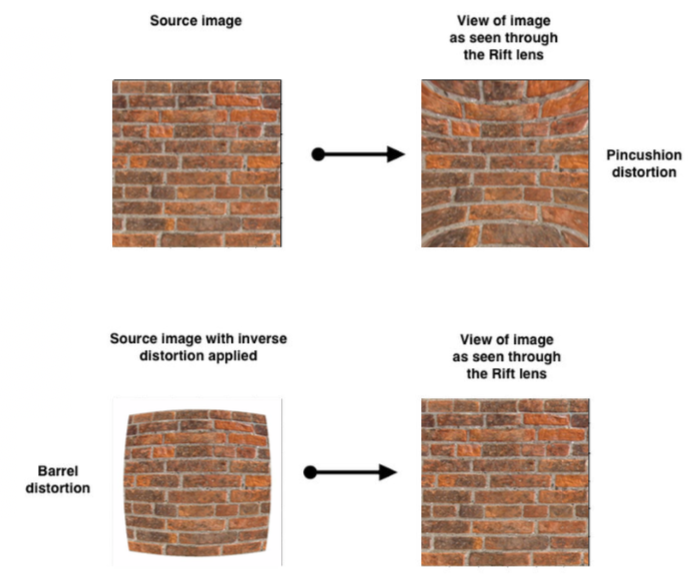 Source image
View of image
as seen through
the Rift lens
Pincushion
distortion
Source image with inverse
distortion applied
View of image
as seen through
the Rift lens
Barrel
distortion